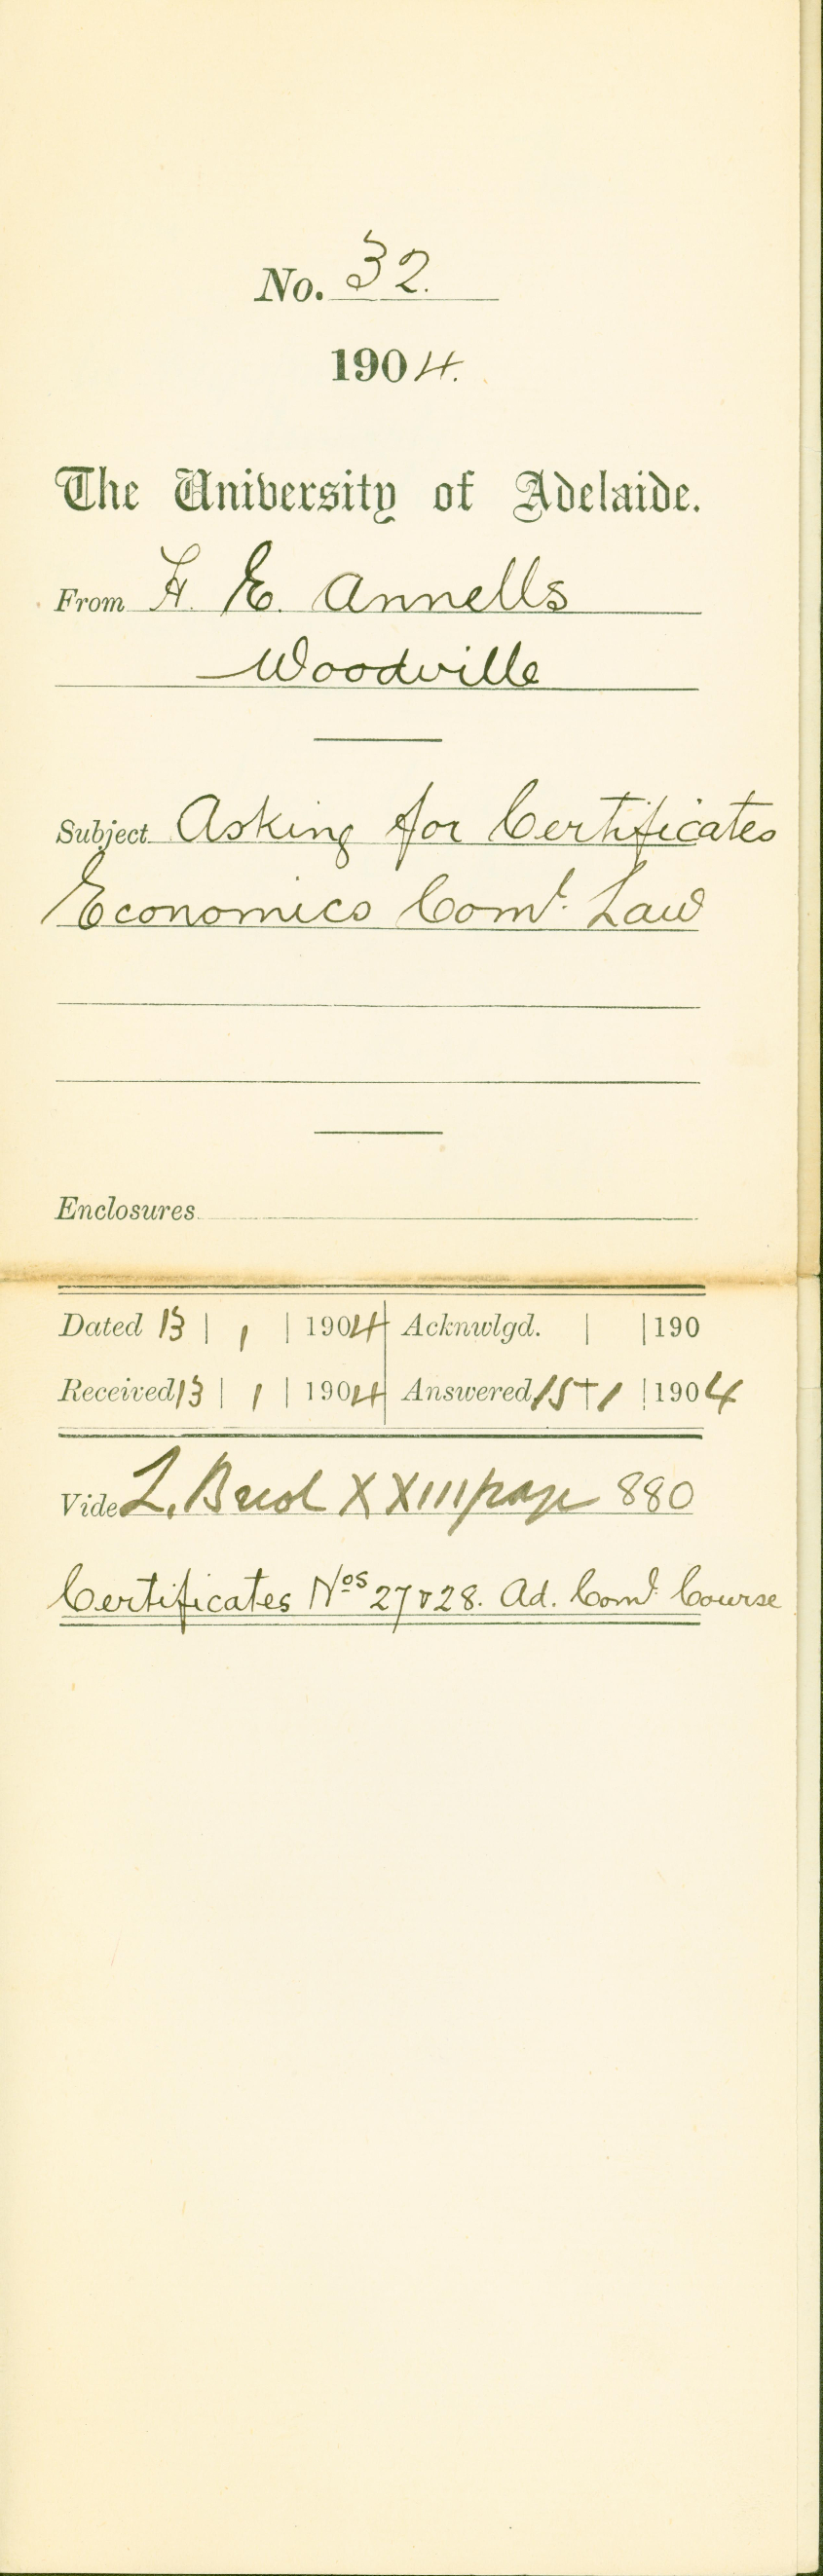 No. 32.
1904.
The University of Adelaide.
From H. E. Annells
Woodville
Subject Asking for Certificates
Economics Coml. Law
Enclosures
Dated 13 | 1 | 1904 Acknwlgd. | | 190
Received 13 | 1 | 1904 Answered 15 | 1 | 1904
Vide L. Book XXIII page 880
Certificates Nos 27 & 28. Ad. Coml. Course